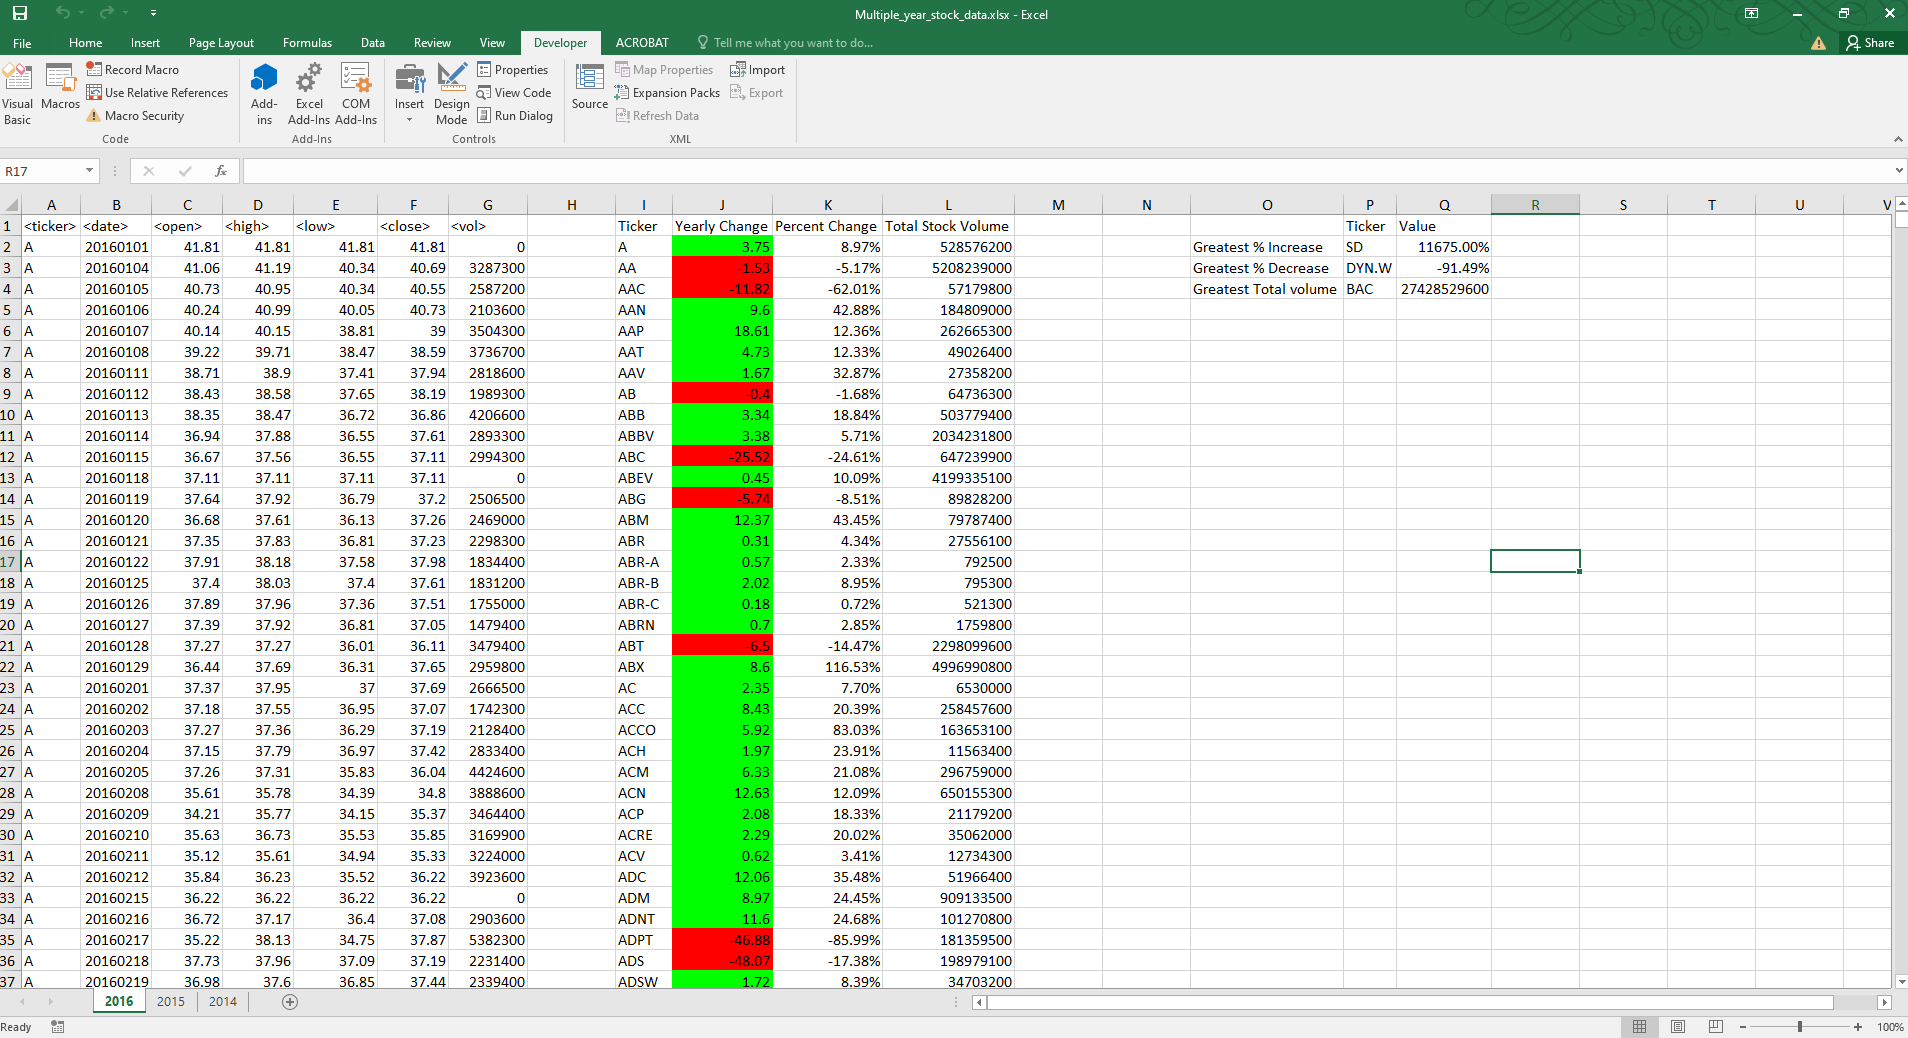 Multiple_year_stock_data.xlsx - Excel
File Home Insert Page Layout Formulas Data Review View Developer ACROBAT Tell me what you want to do... Share
Visual Basic Macros Record Macro Use Relative References Macro Security Add-ins Excel Add-Ins COM Add-Ins Insert Design Mode Properties View Code Run Dialog Source Map Properties Expansion Packs Refresh Data Import Export
Code Add-Ins Controls XML
R17 fx
A B C D E F G H I J K L M N O P Q R S T U V
1 <ticker> <date> <open> <high> <low> <close> <vol> Ticker Yearly Change Percent Change Total Stock Volume Ticker Value
2 A 20160101 41.81 41.81 41.81 41.81 0 A 3.75 8.97% 528576200 Greatest % Increase SD 11675.00%
3 A 20160104 41.06 41.19 40.34 40.69 3287300 AA -1.53 -5.17% 5208239000 Greatest % Decrease DYN.W -91.49%
4 A 20160105 40.73 40.95 40.34 40.55 2587200 AAC -11.82 -62.01% 57179800 Greatest Total volume BAC 27428529600
5 A 20160106 40.24 40.99 40.05 40.73 2103600 AAN 9.6 42.88% 184809000
6 A 20160107 40.14 40.15 38.81 39 3504300 AAP 18.61 12.36% 262665300
7 A 20160108 39.22 39.71 38.47 38.59 3736700 AAT 4.73 12.33% 49026400
8 A 20160111 38.71 38.9 37.41 37.94 2818600 AAV 1.67 32.87% 27358200
9 A 20160112 38.43 38.58 37.65 38.19 1989300 AB -0.4 -1.68% 64736300
10 A 20160113 38.35 38.47 36.72 36.86 4206600 ABB 3.34 18.84% 503779400
11 A 20160114 36.94 37.88 36.55 37.61 2893300 ABBV 3.38 5.71% 2034231800
12 A 20160115 36.67 37.56 36.55 37.11 2994300 ABC -25.52 -24.61% 647239900
13 A 20160118 37.11 37.11 37.11 37.11 0 ABEV 0.45 10.09% 4199335100
14 A 20160119 37.64 37.92 36.79 37.2 2506500 ABG -5.74 -8.51% 89828200
15 A 20160120 36.68 37.61 36.13 37.26 2469000 ABM 12.37 43.45% 79787400
16 A 20160121 37.35 37.83 36.81 37.23 2298300 ABR 0.31 4.34% 27556100
17 A 20160122 37.91 38.18 37.58 37.98 1834400 ABR-A 0.57 2.33% 792500
18 A 20160125 37.4 38.03 37.4 37.61 1831200 ABR-B 2.02 8.95% 795300
19 A 20160126 37.89 37.96 37.36 37.51 1755000 ABR-C 0.18 0.72% 521300
20 A 20160127 37.39 37.92 36.81 37.05 1479400 ABRN 0.7 2.85% 1759800
21 A 20160128 37.27 37.27 36.01 36.11 3479400 ABT -6.5 -14.47% 2298099600
22 A 20160129 36.44 37.69 36.31 37.65 2959800 ABX 8.6 116.53% 4996990800
23 A 20160201 37.37 37.95 37 37.69 2666500 AC 2.35 7.70% 6530000
24 A 20160202 37.18 37.55 36.95 37.07 1742300 ACC 8.43 20.39% 258457600
25 A 20160203 37.27 37.36 36.29 37.19 2128400 ACCO 5.92 83.03% 163653100
26 A 20160204 37.15 37.79 36.97 37.42 2833400 ACH 1.97 23.91% 11563400
27 A 20160205 37.26 37.31 35.83 36.04 4424600 ACM 6.33 21.08% 296759000
28 A 20160208 35.61 35.78 34.39 34.8 3888600 ACN 12.63 12.09% 650155300
29 A 20160209 34.21 35.77 34.15 35.37 3464400 ACP 2.08 18.33% 21179200
30 A 20160210 35.63 36.73 35.53 35.85 3169900 ACRE 2.29 20.02% 35062000
31 A 20160211 35.12 35.61 34.94 35.33 3224000 ACV 0.62 3.41% 12734300
32 A 20160212 35.84 36.23 35.52 36.22 3923600 ADC 12.06 35.48% 51966400
33 A 20160215 36.22 36.22 36.22 36.22 0 ADM 8.97 24.45% 909133500
34 A 20160216 36.72 37.17 36.4 37.08 2903600 ADNT 11.6 24.68% 101270800
35 A 20160217 35.22 38.13 34.75 37.87 5382300 ADPT -46.88 -85.99% 181359500
36 A 20160218 37.73 37.96 37.09 37.19 2231400 ADS -48.07 -17.38% 198979100
37 A 20160219 36.98 37.6 36.85 37.44 2339400 ADSW 1.72 8.39% 34703200
2016 2015 2014
Ready 100%